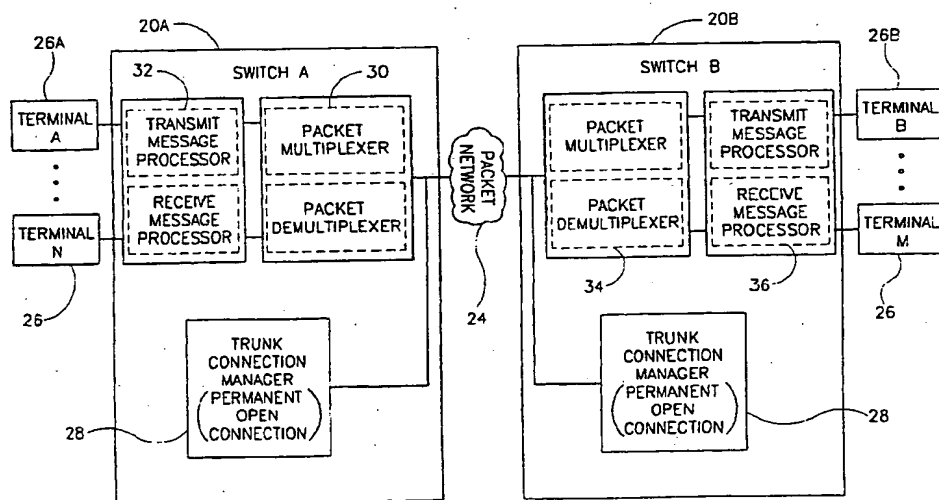 20A
20B
26A
26B
SWITCH A
SWITCH B
32
30
TERMINAL
A
TRANSMIT
MESSAGE
PROCESSOR
PACKET
MULTIPLEXER
RECEIVE
MESSAGE
PROCESSOR
PACKET
DEMULTIPLEXER
TERMINAL
N
26
PACKET
NETWORK
24
PACKET
MULTIPLEXER
TRANSMIT
MESSAGE
PROCESSOR
PACKET
DEMULTIPLEXER
RECEIVE
MESSAGE
PROCESSOR
34
36
TERMINAL
B
TERMINAL
M
26
TRUNK
CONNECTION
MANAGER
(PERMANENT
OPEN
CONNECTION)
28
TRUNK
CONNECTION
MANAGER
(PERMANENT
OPEN
CONNECTION)
28